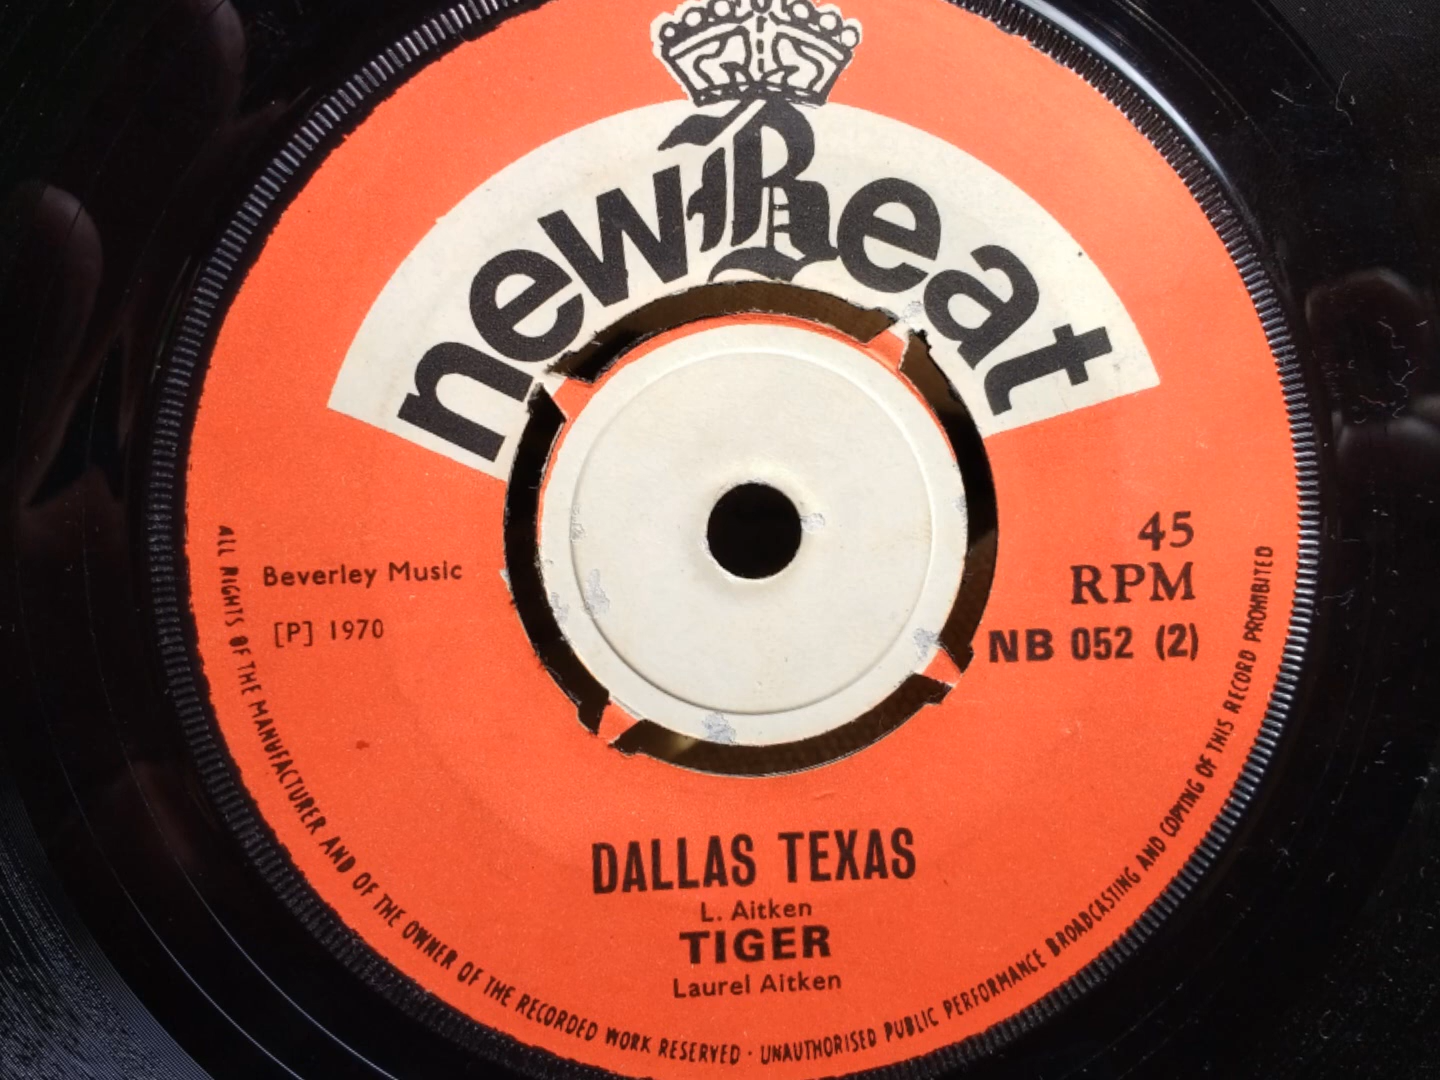 newBeat
Beverley Music
[P] 1970
45
RPM
NB 052 (2)
DALLAS TEXAS
L. Aitken
TIGER
Laurel Aitken
ALL RIGHTS OF THE MANUFACTURER AND OF THE OWNER OF THE RECORDED WORK RESERVED · UNAUTHORISED PUBLIC PERFORMANCE BROADCASTING AND COPYING OF THIS RECORD PROHIBITED